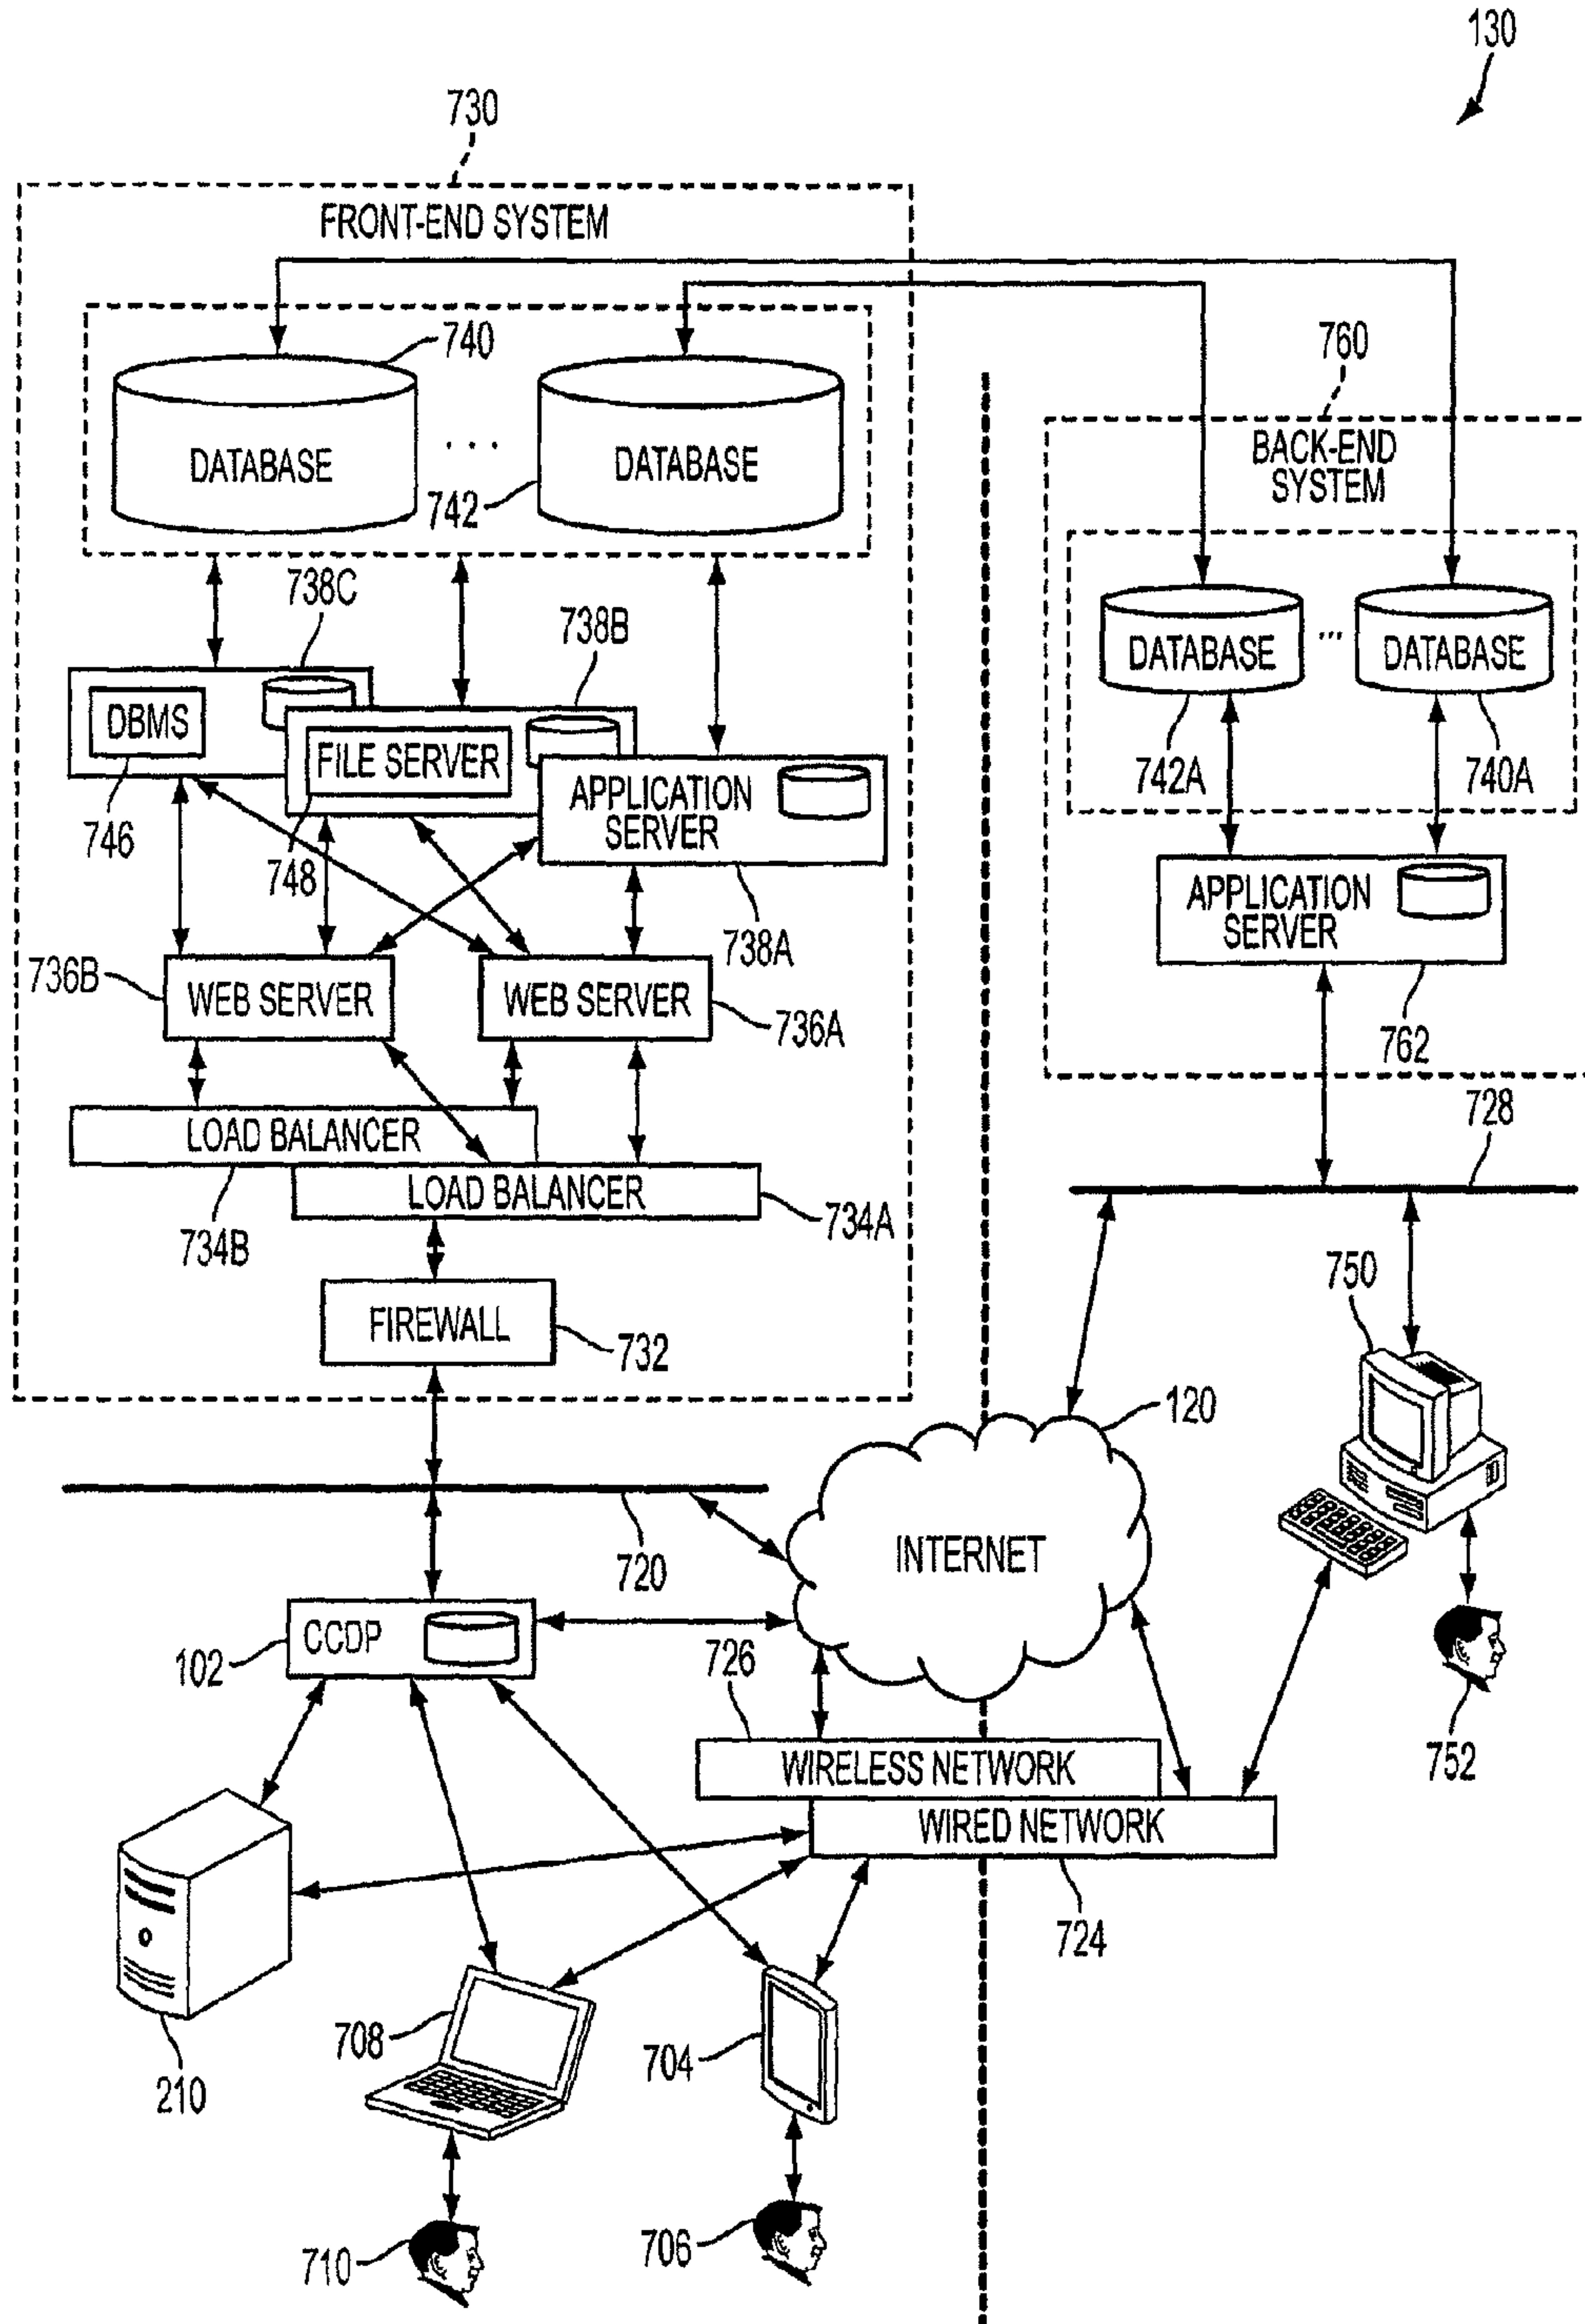 130
730
FRONT-END SYSTEM
740
DATABASE
. . .
742
DATABASE
760
BACK-END
SYSTEM
DATABASE
...
DATABASE
742A
740A
738C
738B
DBMS
FILE SERVER
APPLICATION
SERVER
746
748
738A
APPLICATION
SERVER
762
736B
WEB SERVER
WEB SERVER
736A
LOAD BALANCER
LOAD BALANCER
734B
734A
728
FIREWALL
732
750
120
INTERNET
720
CCDP
102
726
752
WIRELESS NETWORK
WIRED NETWORK
724
210
708
704
710
706